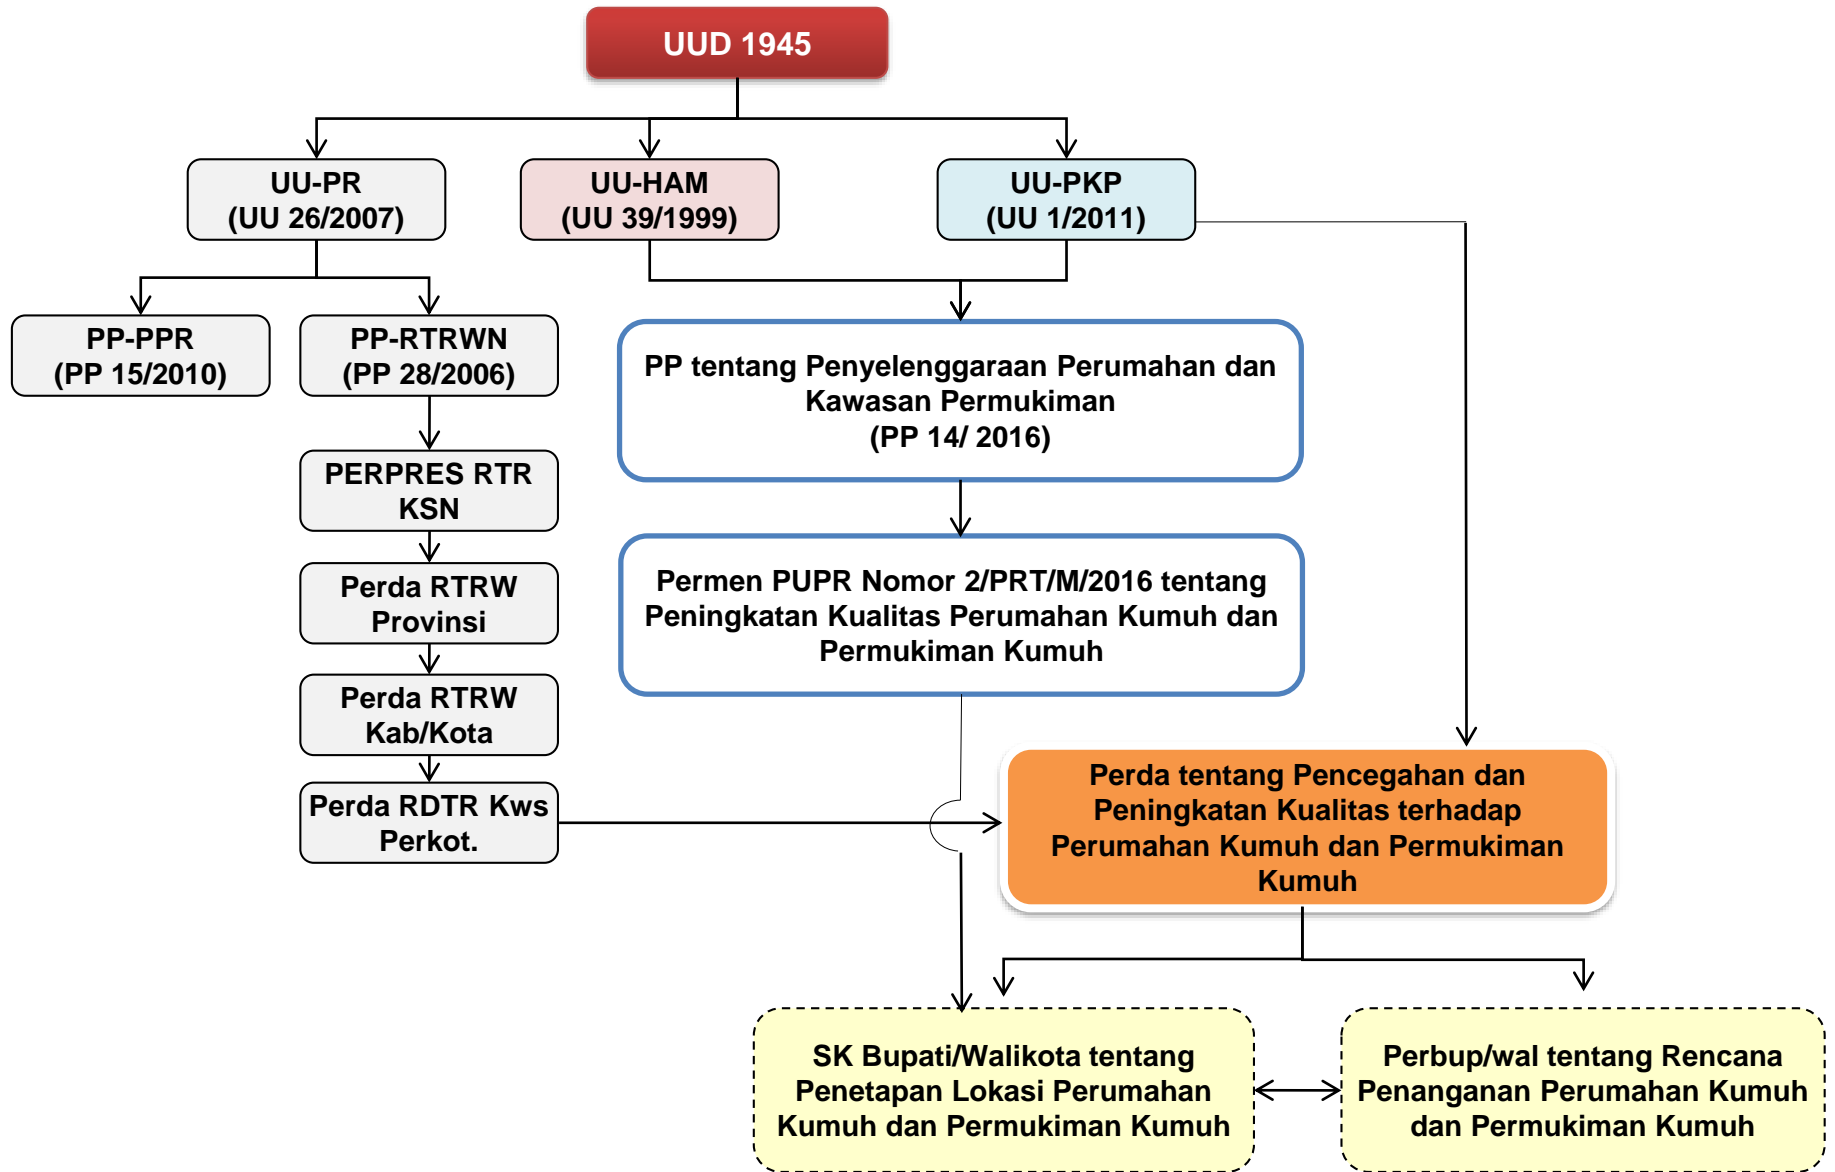 UUD 1945
UU-PR
(UU 26/2007)
UU-HAM
(UU 39/1999)
UU-PKP
(UU 1/2011)
PP-PPR
(PP 15/2010)
PP-RTRWN
(PP 28/2006)
PP tentang Penyelenggaraan Perumahan dan
Kawasan Permukiman
(PP 14/ 2016)
PERPRES RTR
KSN
Permen PUPR Nomor 2/PRT/M/2016 tentang
Peningkatan Kualitas Perumahan Kumuh dan
Permukiman Kumuh
Perda RTRW
Provinsi
Perda RTRW
Kab/Kota
Perda RDTR Kws
Perkot.
Perda tentang Pencegahan dan
Peningkatan Kualitas terhadap
Perumahan Kumuh dan Permukiman
Kumuh
SK Bupati/Walikota tentang
Penetapan Lokasi Perumahan
Kumuh dan Permukiman Kumuh
Perbup/wal tentang Rencana
Penanganan Perumahan Kumuh
dan Permukiman Kumuh